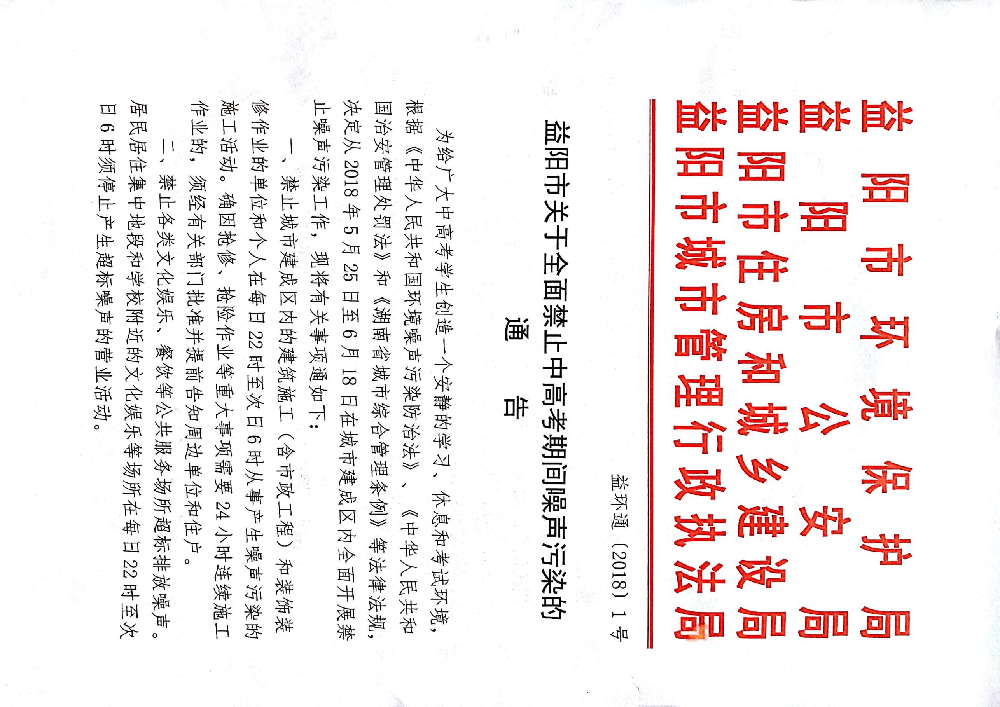 益阳市环境保护局
益阳市公安局
益阳市住房和城乡建设局
益阳市城市管理行政执法局
益环通〔2018〕1号
益阳市关于全面禁止中高考期间噪声污染的
通告
为给广大中高考学生创造一个安静的学习、休息和考试环境，
根据《中华人民共和国环境噪声污染防治法》、《中华人民共和
国治安管理处罚法》和《湖南省城市综合管理条例》等法律法规，
决定从2018年5月25日至6月18日在城市建成区内全面开展禁
止噪声污染工作，现将有关事项通如下：
一、禁止城市建成区内的建筑施工（含市政工程）和装饰装
修作业的单位和个人在每日22时至次日6时从事产生噪声污染的
施工活动。确因抢修、抢险作业等重大事项需要24小时连续施工
作业的，须经有关部门批准并提前告知周边单位和住户。
二、禁止各类文化娱乐、餐饮等公共服务场所超标排放噪声。
居民居住集中地段和学校附近的文化娱乐等场所在每日22时至次
日6时须停止产生超标噪声的营业活动。